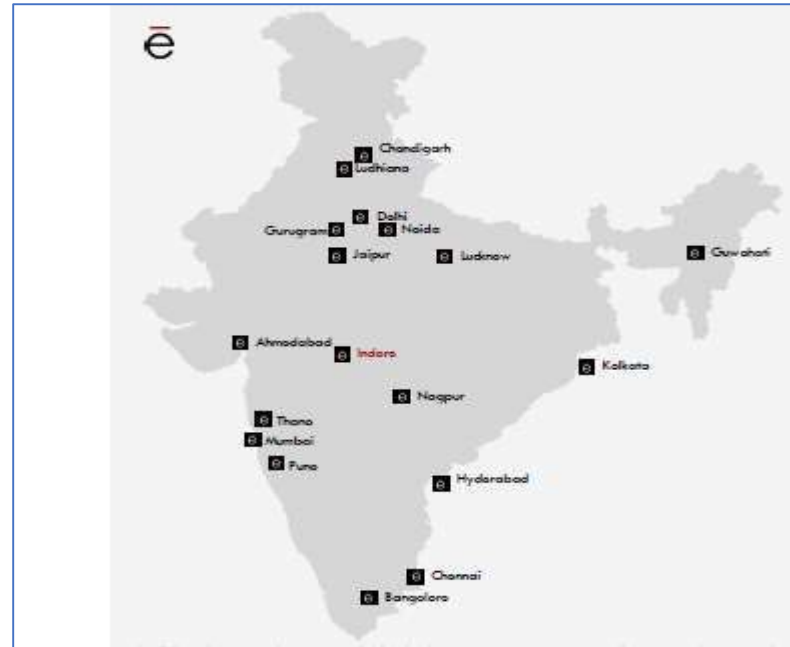 ē
Chandigarh
Ludhiana
Delhi
Gurugram
Noida
Jaipur
Lucknow
Guwahati
Ahmedabad
Indore
Kolkata
Nagpur
Thane
Mumbai
Pune
Hyderabad
Chennai
Bangalore